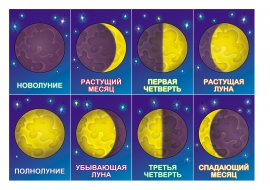 НОВОЛУНИЕ
РАСТУЩИЙ
МЕСЯЦ
ПЕРВАЯ
ЧЕТВЕРТЬ
РАСТУЩАЯ
ЛУНА
ПОЛНОЛУНИЕ
УБЫВАЮЩАЯ
ЛУНА
ТРЕТЬЯ
ЧЕТВЕРТЬ
СПАДАЮЩИЙ
МЕСЯЦ